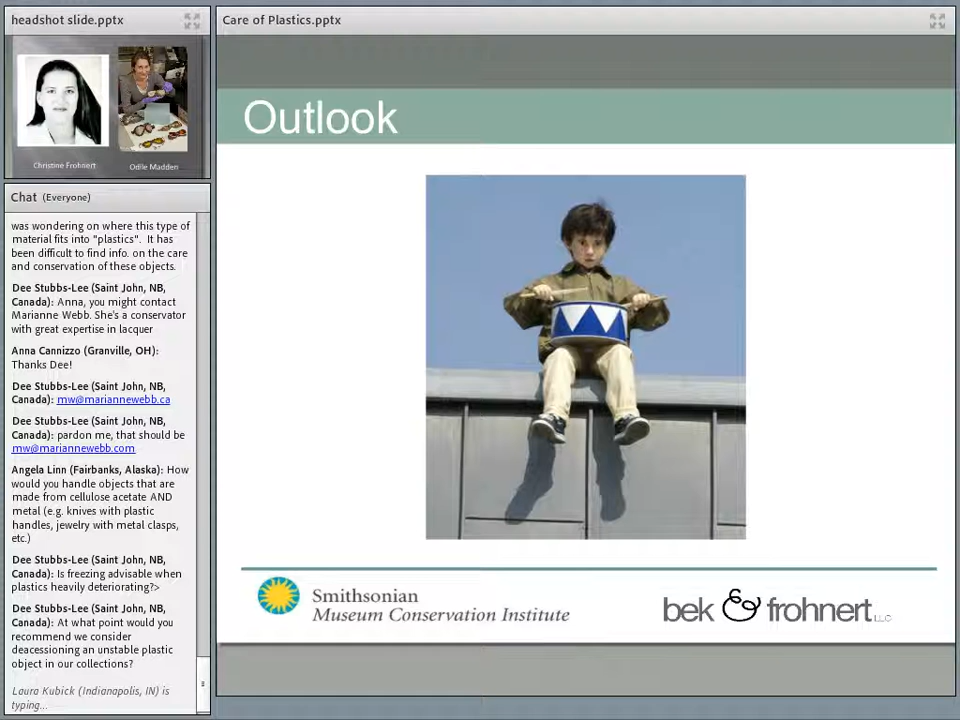 headshot slide.pptx
Christine Frohnert
Odile Madden
Chat (Everyone)
was wondering on where this type of
material fits into "plastics". It has
been difficult to find info. on the care
and conservation of these objects.
Dee Stubbs-Lee (Saint John, NB,
Canada): Anna, you might contact
Marianne Webb. She's a conservator
with great expertise in lacquer
Anna Cannizzo (Granville, OH):
Thanks Dee!
Dee Stubbs-Lee (Saint John, NB,
Canada): mw@mariannewebb.ca
Dee Stubbs-Lee (Saint John, NB,
Canada): pardon me, that should be
mw@mariannewebb.com
Angela Linn (Fairbanks, Alaska): How
would you handle objects that are
made from cellulose acetate AND
metal (e.g. knives with plastic
handles, jewelry with metal clasps,
etc.)
Dee Stubbs-Lee (Saint John, NB,
Canada): Is freezing advisable when
plastics heavily deteriorating?>
Dee Stubbs-Lee (Saint John, NB,
Canada): At what point would you
recommend we consider
deacessioning an unstable plastic
object in our collections?
Laura Kubick (Indianapolis, IN) is
typing...
Care of Plastics.pptx
Outlook
Smithsonian
Museum Conservation Institute
bek & frohnert LLC